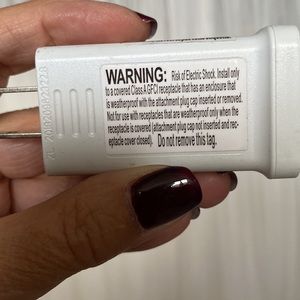 WARNING: Risk of Electric Shock. Install only
to a covered Class A GFCI receptacle that has an enclosure that
is weatherproof with the attachment plug cap inserted or removed.
Not for use with receptacles that are weatherproof only when the
receptacle is covered (attachment plug cap not inserted and rec-
eptacle cover closed). Do not remove this tag.